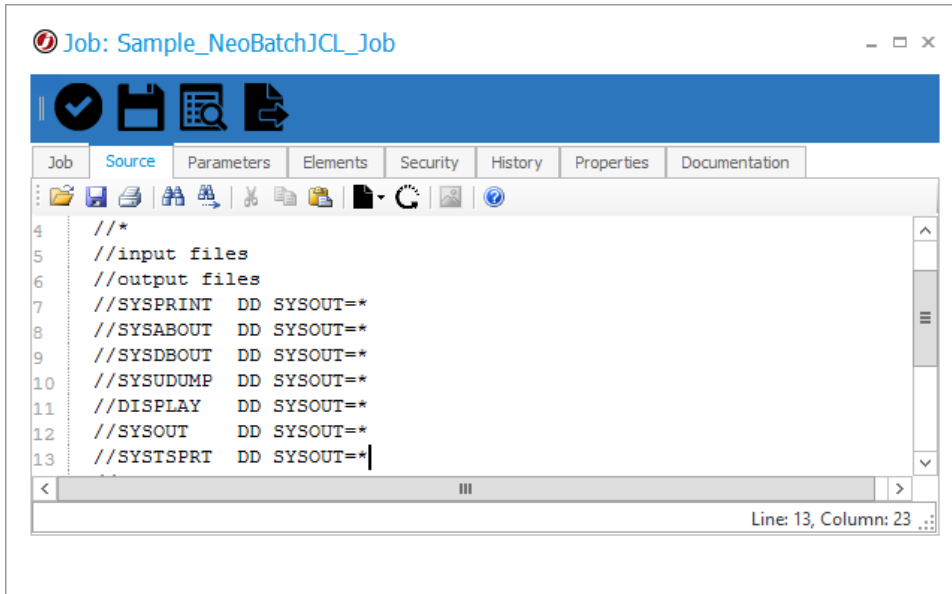 Job: Sample_NeoBatchJCL_Job
Job Source Parameters Elements Security History Properties Documentation
4 //*
5 //input files
6 //output files
7 //SYSPRINT  DD SYSOUT=*
8 //SYSABOUT  DD SYSOUT=*
9 //SYSDBOUT  DD SYSOUT=*
10 //SYSUDUMP  DD SYSOUT=*
11 //DISPLAY   DD SYSOUT=*
12 //SYSOUT    DD SYSOUT=*
13 //SYSTSPRT  DD SYSOUT=*
Line: 13, Column: 23